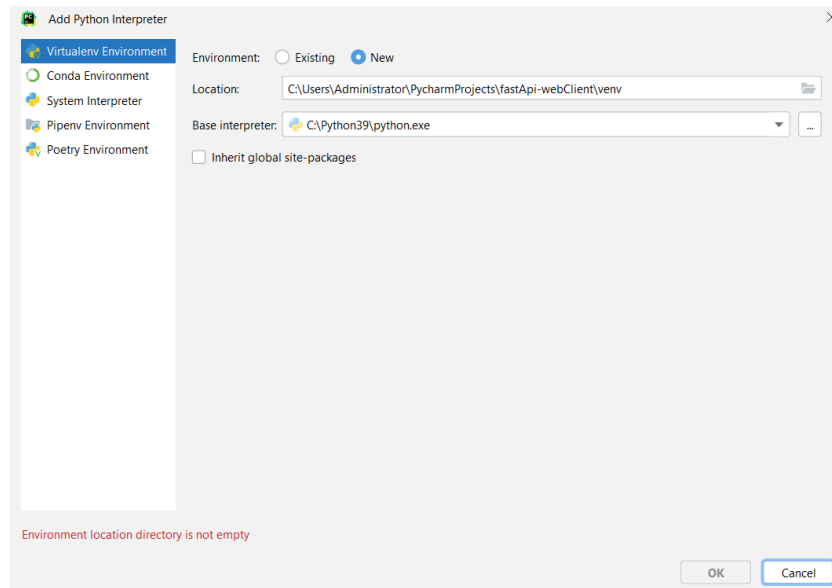 Add Python Interpreter
Virtualenv Environment
Conda Environment
System Interpreter
Pipenv Environment
Poetry Environment
Environment: Existing New
Location: C:\Users\Administrator\PycharmProjects\fastApi-webClient\venv
Base interpreter: C:\Python39\python.exe ...
Inherit global site-packages
Environment location directory is not empty
OK Cancel